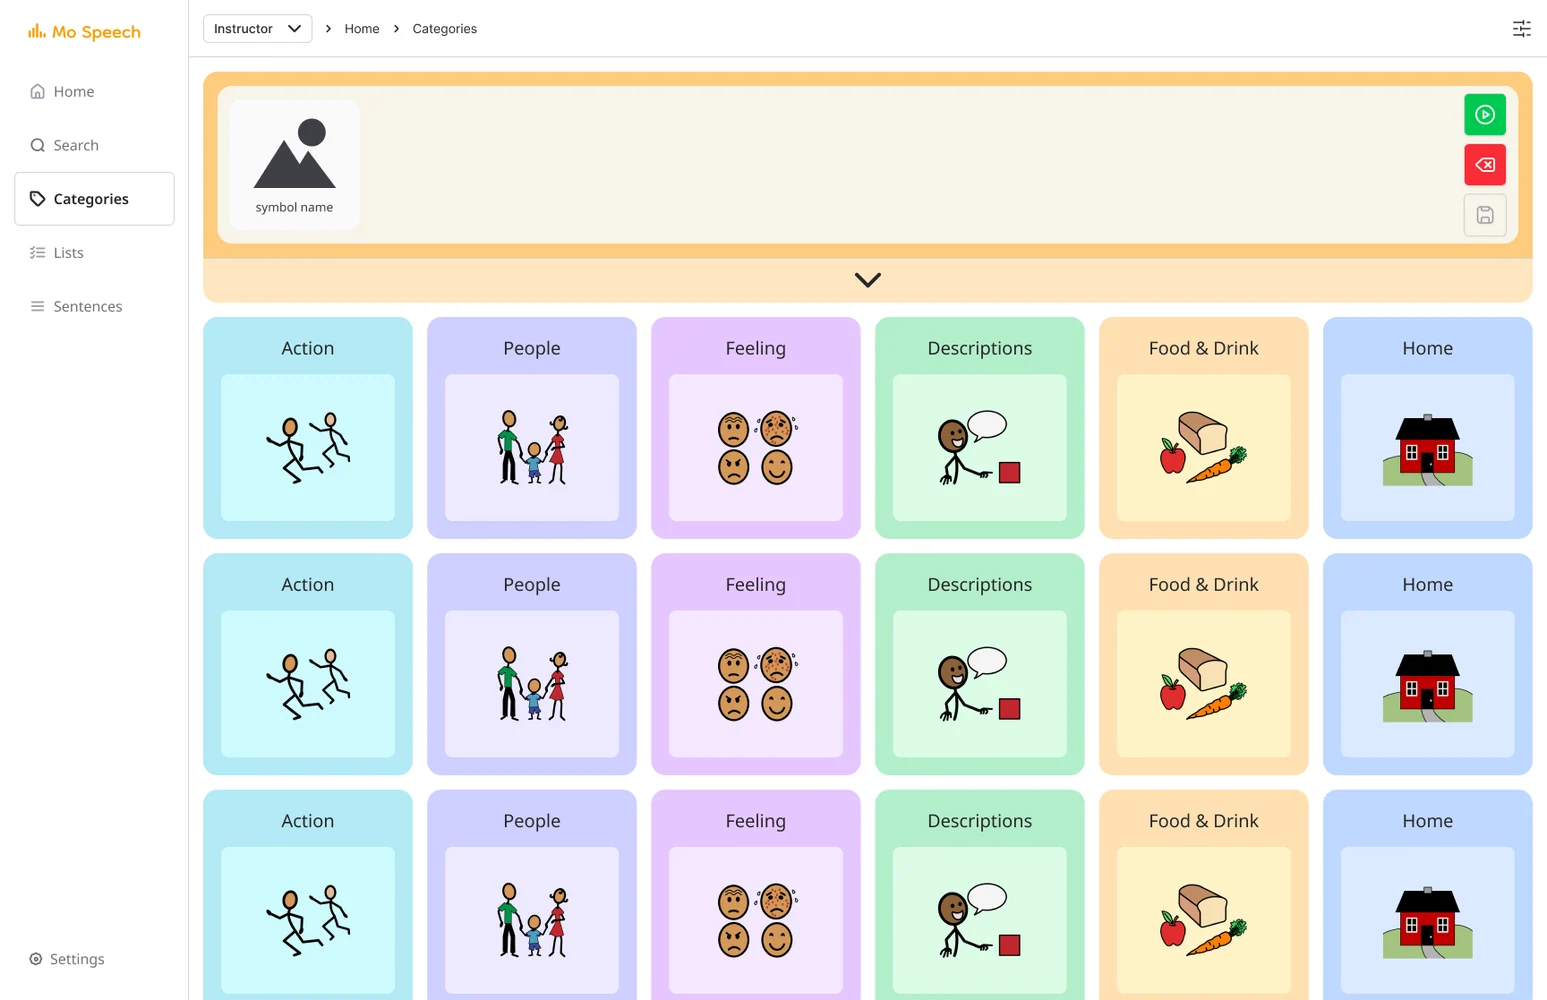 Mo Speech
Instructor
Home
Categories
Home
Search
Categories
Lists
Sentences
Settings
symbol name
Action
People
Feeling
Descriptions
Food & Drink
Home
Action
People
Feeling
Descriptions
Food & Drink
Home
Action
People
Feeling
Descriptions
Food & Drink
Home